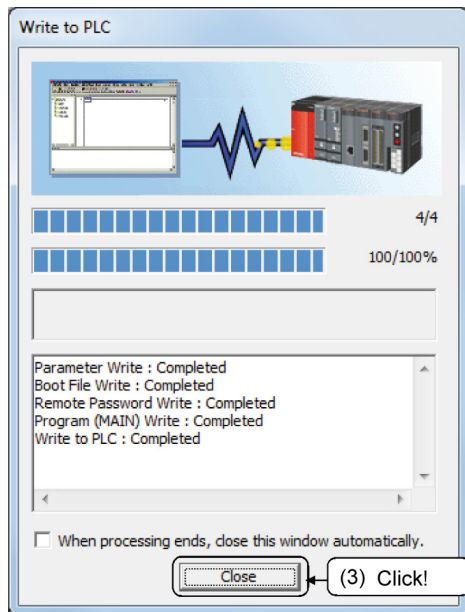 Write to PLC
4/4
100/100%
Parameter Write : Completed
Boot File Write : Completed
Remote Password Write : Completed
Program (MAIN) Write : Completed
Write to PLC : Completed
When processing ends, close this window automatically.
Close
(3) Click!